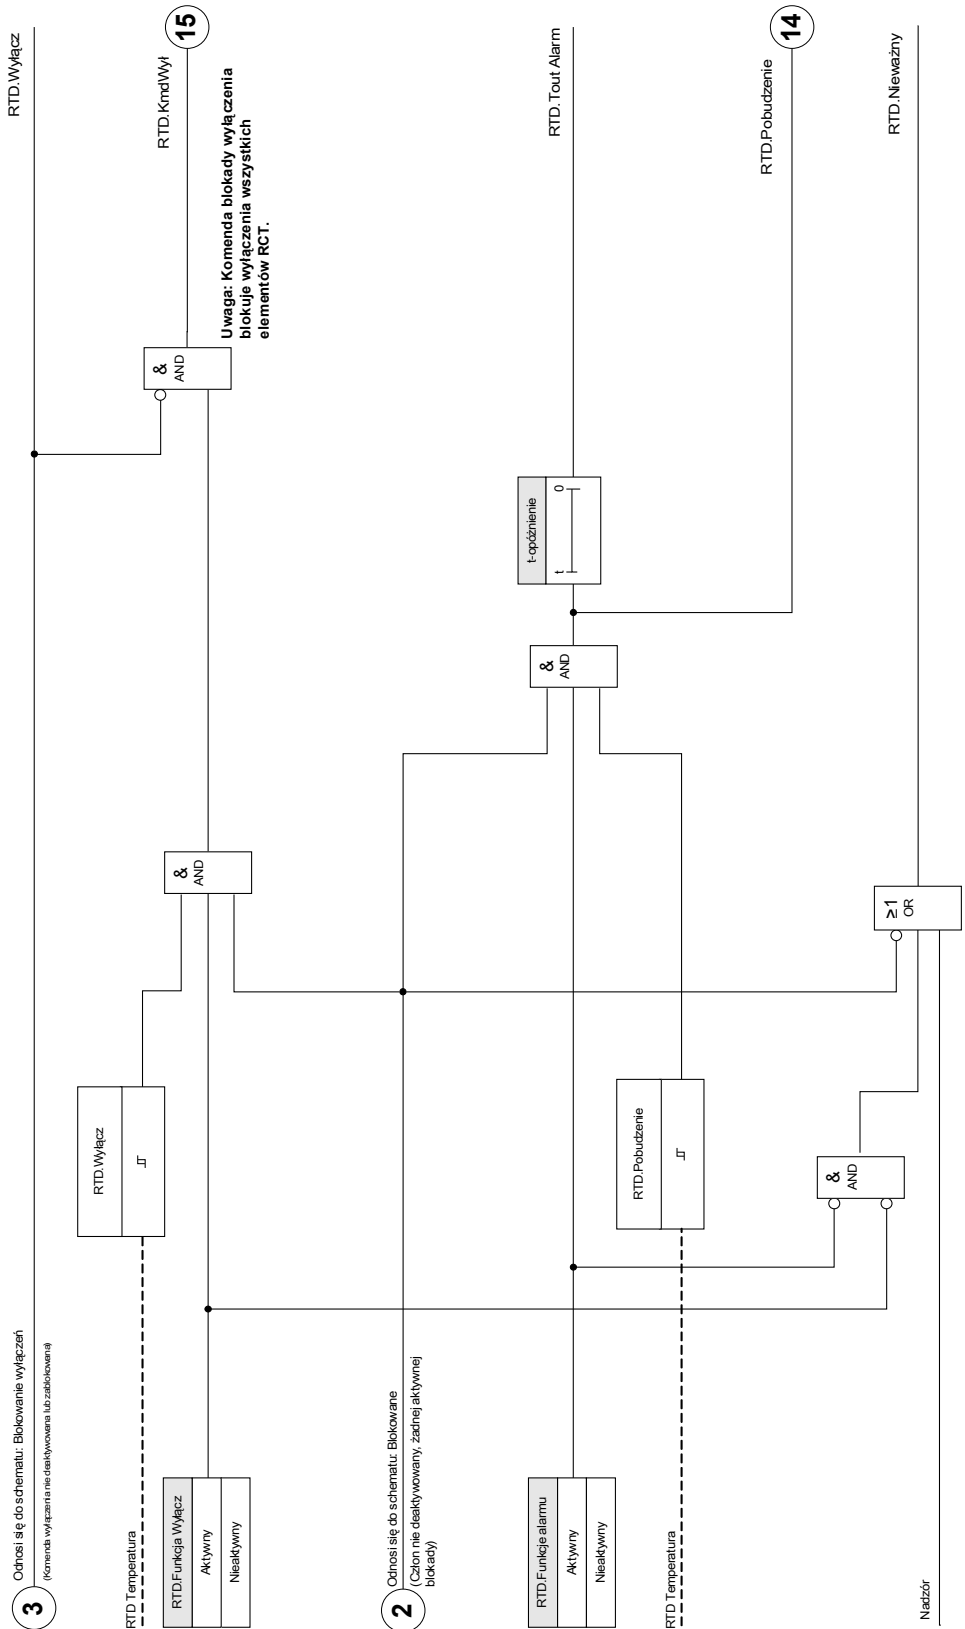 3
Odnosi się do schematu: Blokowanie wyłączeń
(Komenda wyłączenia nie deaktywowana lub zablokowana)
RTD.Wyłącz
RTD Temperatura
RTD.Wyłącz
RTD.Funkcja Wyłącz
Aktywny
Nieaktywny
&
AND
&
AND
RTD.KmdWył
15
Uwaga: Komenda blokady wyłączenia
blokuje wyłączenia wszystkich
elementów RCT.
2
Odnosi się do schematu: Blokowane
(Człon nie deaktywowany, żadnej aktywnej
blokady)
RTD.Funkcje alarmu
Aktywny
Nieaktywny
&
AND
t-opóźnienie
t
0
RTD.Tout Alarm
RTD Temperatura
RTD.Pobudzenie
RTD.Pobudzenie
14
&
AND
≥1
OR
RTD.Nieważny
Nadzór